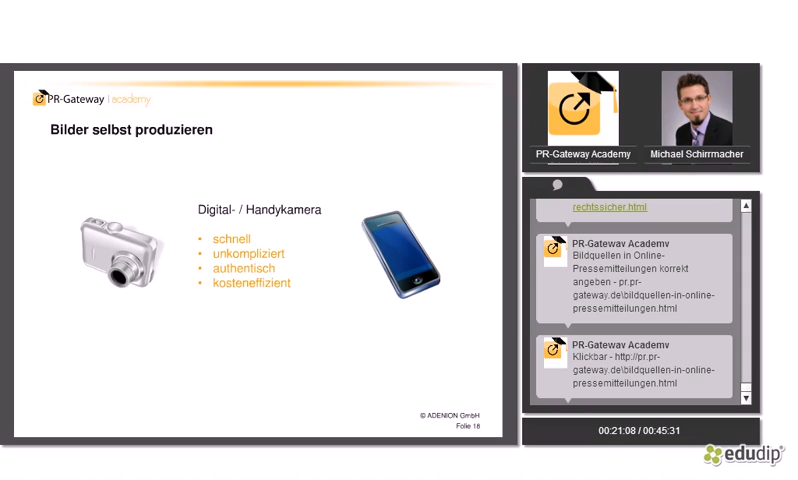 PR-Gateway | academy
Bilder selbst produzieren
Digital- / Handykamera
• schnell
• unkompliziert
• authentisch
• kosteneffizient
© ADENION GmbH
Folie 18
PR-Gateway Academy
Michael Schirrmacher
rechtssicher.html
PR-Gateway Academy
Bildquellen in Online-
Pressemitteilungen korrekt
angeben - pr.pr-
gateway.de\bildquellen-in-online-
pressemitteilungen.html
PR-Gateway Academy
Klickbar - http://pr.pr-
gateway.de\bildquellen-in-online-
pressemitteilungen.html
00:21:08 / 00:45:31
edudip